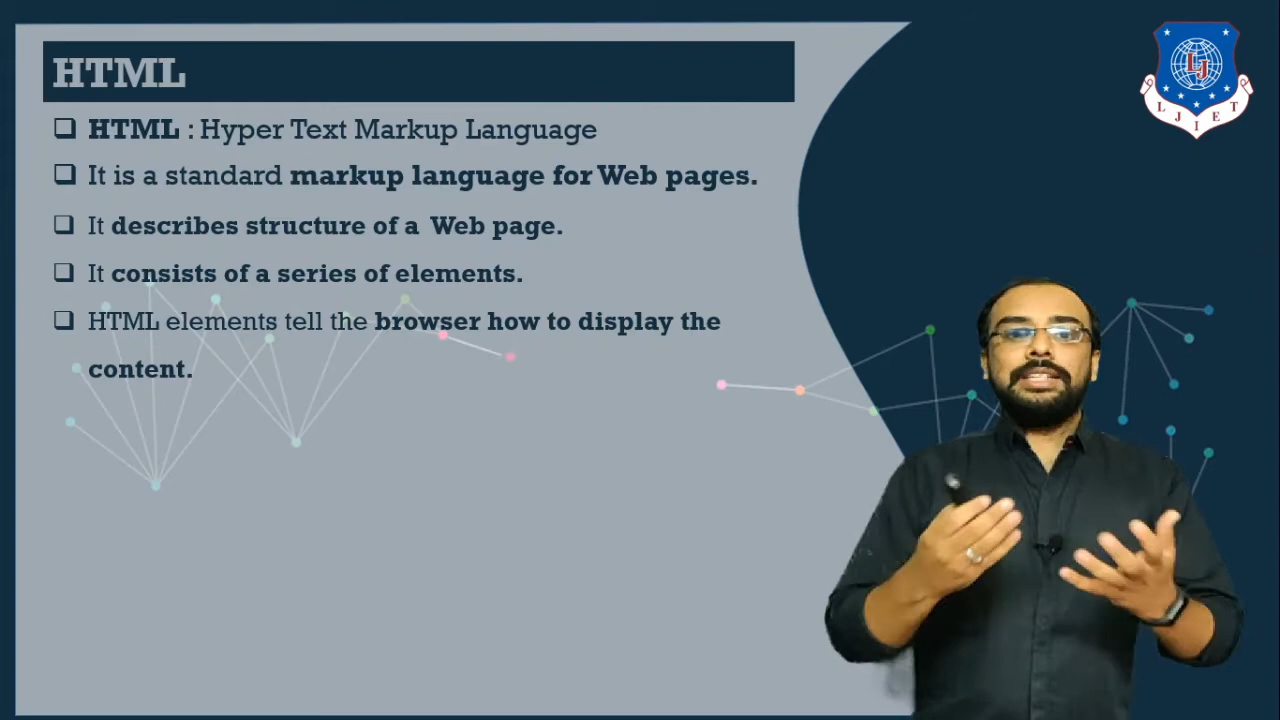 HTML
HTML : Hyper Text Markup Language
It is a standard markup language for Web pages.
It describes structure of a Web page.
It consists of a series of elements.
HTML elements tell the browser how to display the
content.
LJ
LJIET